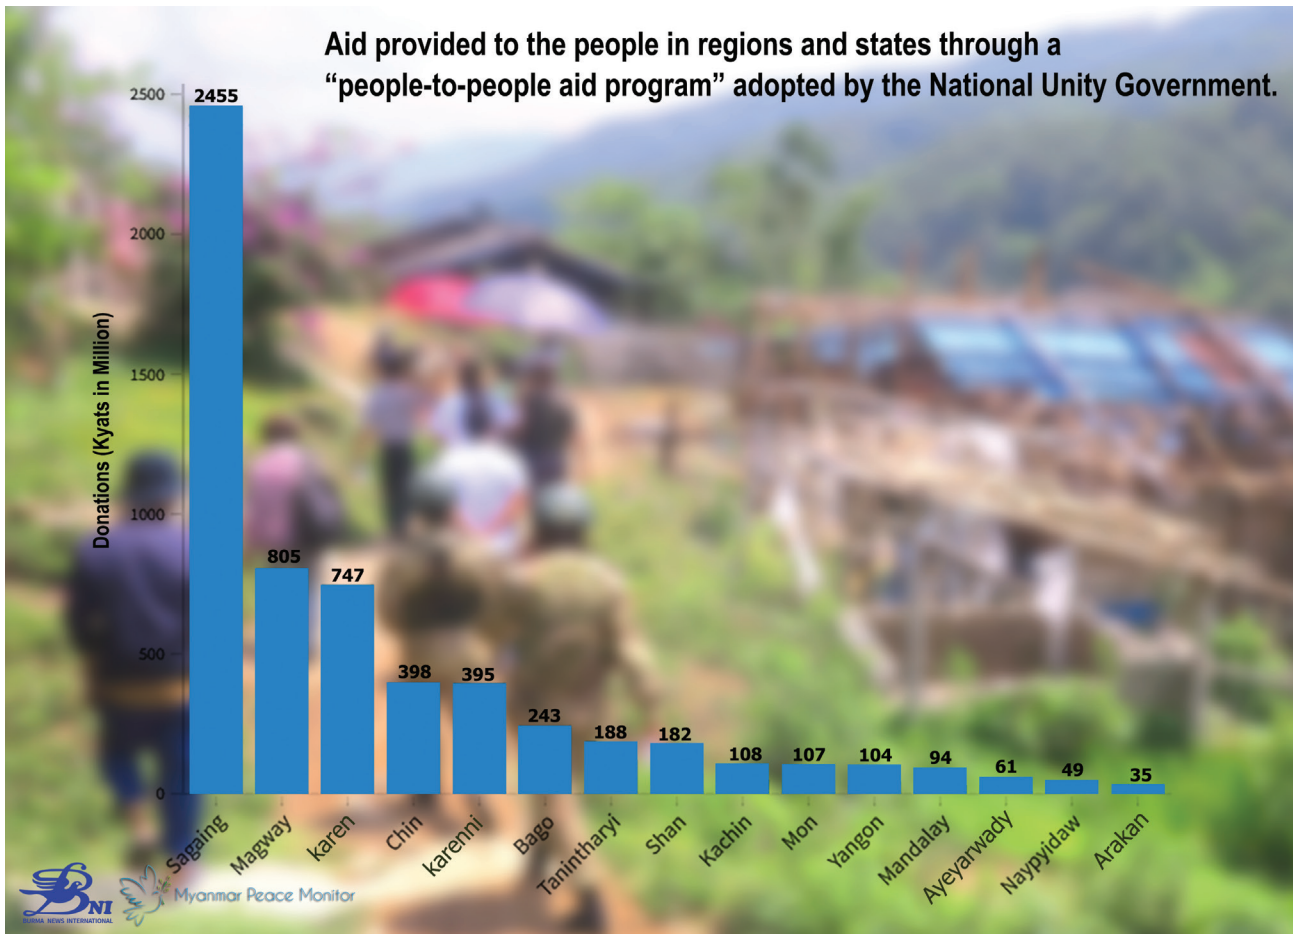 Aid provided to the people in regions and states through a
“people-to-people aid program” adopted by the National Unity Government.
2500
2000
1500
1000
500
0
Donations (Kyats in Million)
2455
805
747
398
395
243
188
182
108
107
104
94
61
49
35
Sagaing
Magway
karen
Chin
karenni
Bago
Tanintharyi
Shan
Kachin
Mon
Yangon
Mandalay
Ayeyarwady
Naypyidaw
Arakan
BNI
BURMA NEWS INTERNATIONAL
Myanmar Peace Monitor